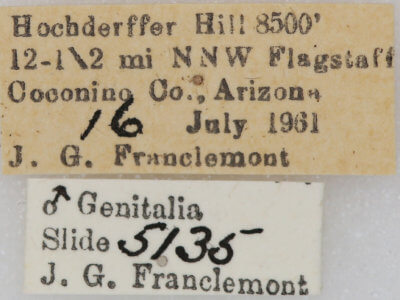 Hochderffer Hill 8500'
12-1\2 mi NNW Flagstaff
Coconino Co., Arizona
16 July 1961
J. G. Franclemont
♂ Genitalia
Slide 5135
J. G. Franclemont